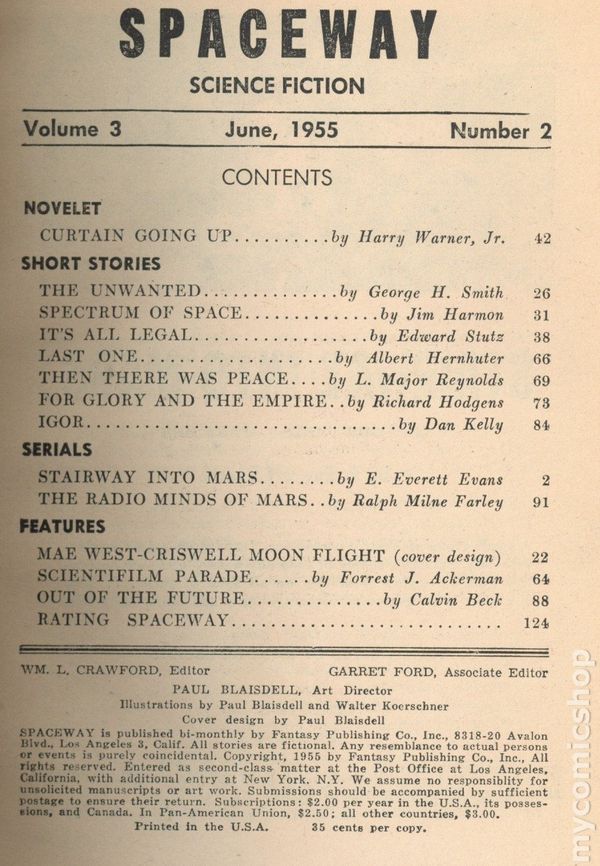 SPACEWAY
SCIENCE FICTION
Volume 3 June, 1955 Number 2
CONTENTS
NOVELET
CURTAIN GOING UP..........by Harry Warner, Jr. 42
SHORT STORIES
THE UNWANTED..............by George H. Smith 26
SPECTRUM OF SPACE..............by Jim Harmon 31
IT'S ALL LEGAL..................by Edward Stutz 38
LAST ONE....................by Albert Hernhuter 66
THEN THERE WAS PEACE....by L. Major Reynolds 69
FOR GLORY AND THE EMPIRE..by Richard Hodgens 73
IGOR................................by Dan Kelly 84
SERIALS
STAIRWAY INTO MARS........by E. Everett Evans 2
THE RADIO MINDS OF MARS..by Ralph Milne Farley 91
FEATURES
MAE WEST-CRISWELL MOON FLIGHT (cover design) 22
SCIENTIFILM PARADE......by Forrest J. Ackerman 64
OUT OF THE FUTURE..............by Calvin Beck 88
RATING SPACEWAY........................... 124
WM. L. CRAWFORD, Editor GARRET FORD, Associate Editor
PAUL BLAISDELL, Art Director
Illustrations by Paul Blaisdell and Walter Koerschner
Cover design by Paul Blaisdell
SPACEWAY is published bi-monthly by Fantasy Publishing Co., Inc., 8318-20 Avalon
Blvd., Los Angeles 3, Calif. All stories are fictional. Any resemblance to actual persons
or events is purely coincidental. Copyright, 1955 by Fantasy Publishing Co., Inc., All
rights reserved. Entered as second-class matter at the Post Office at Los Angeles,
California, with additional entry at New York. N.Y. We assume no responsiblity for
unsolicited manuscripts or art work. Submissions should be accompanied by sufficient
postage to ensure their return. Subscriptions: $2.00 per year in the U.S.A., its posses-
sions, and Canada. In Pan-American Union, $2.50; all other countries, $3.00.
Printed in the U.S.A. 35 cents per copy.
mycomicshop